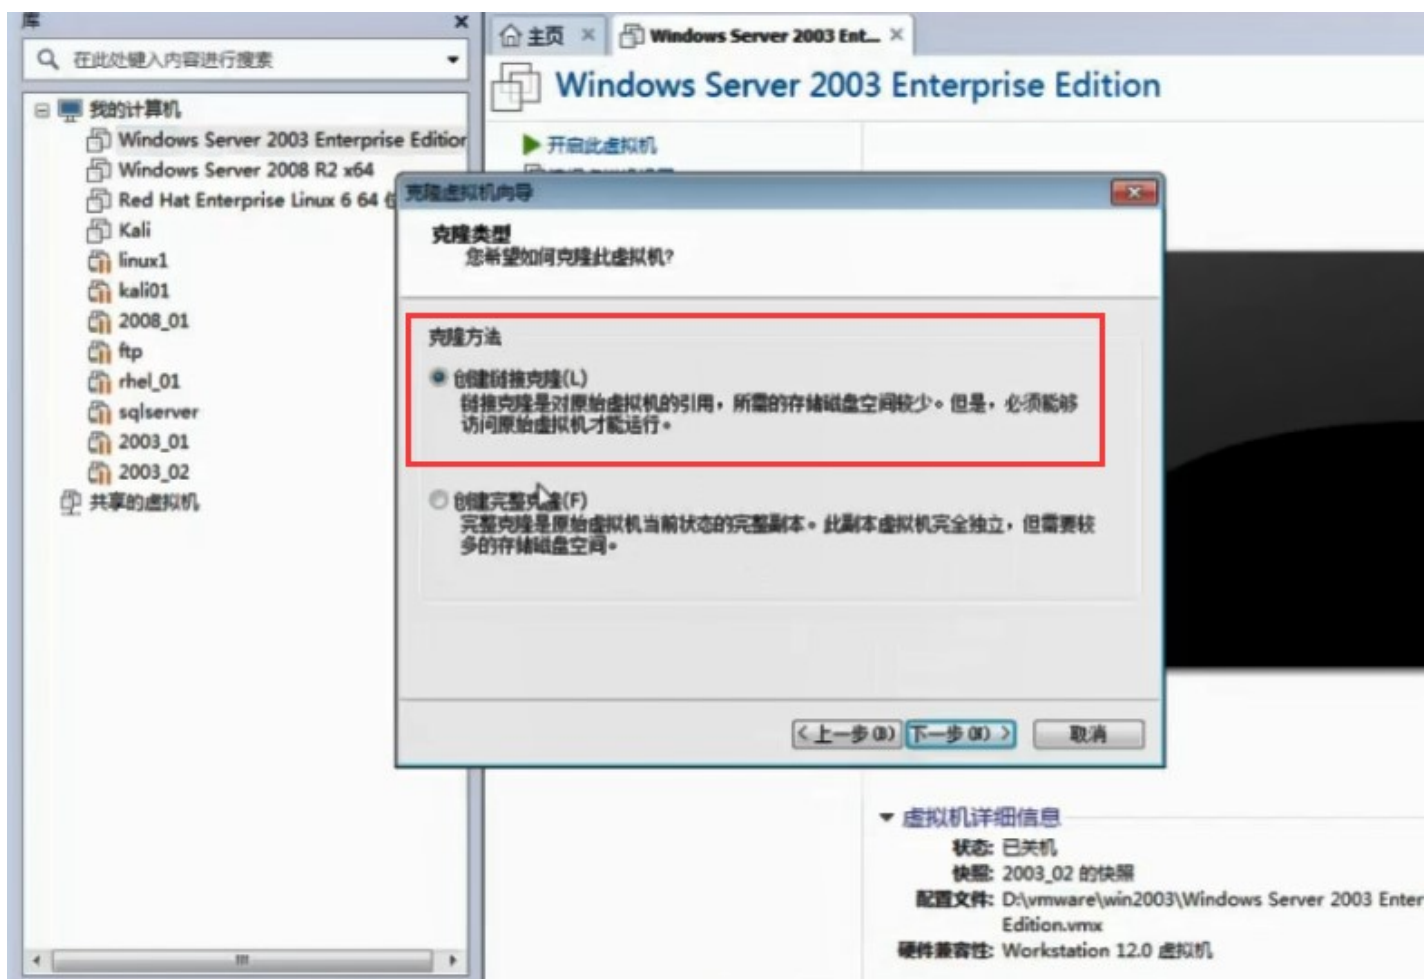 库
主页
Windows Server 2003 Ent...
在此处键入内容进行搜索
Windows Server 2003 Enterprise Edition
我的计算机
Windows Server 2003 Enterprise Edition
Windows Server 2008 R2 x64
Red Hat Enterprise Linux 6 64
Kali
linux1
kali01
2008_01
ftp
rhel_01
sqlserver
2003_01
2003_02
共享的虚拟机
开启此虚拟机
克隆虚拟机向导
克隆类型
您希望如何克隆此虚拟机?
克隆方法
创建链接克隆(L)
链接克隆是对原始虚拟机的引用，所需的存储磁盘空间较少。但是，必须能够
访问原始虚拟机才能运行。
创建完整克隆(F)
完整克隆是原始虚拟机当前状态的完整副本。此副本虚拟机完全独立，但需要较
多的存储磁盘空间。
< 上一步(B)
下一步(N) >
取消
虚拟机详细信息
状态: 已关机
快照: 2003_02 的快照
配置文件: D:\vmware\win2003\Windows Server 2003 Enter
Edition.vmx
硬件兼容性: Workstation 12.0 虚拟机